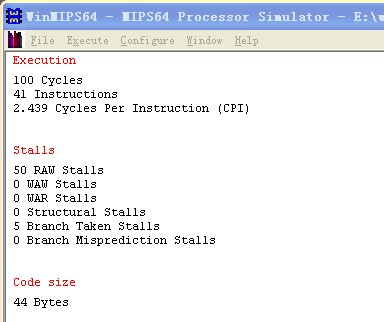 WinMIPS64 - MIPS64 Processor Simulator - E:\w
File Execute Configure Window Help
Execution
100 Cycles
41 Instructions
2.439 Cycles Per Instruction (CPI)
Stalls
50 RAW Stalls
0 WAW Stalls
0 WAR Stalls
0 Structural Stalls
5 Branch Taken Stalls
0 Branch Misprediction Stalls
Code size
44 Bytes